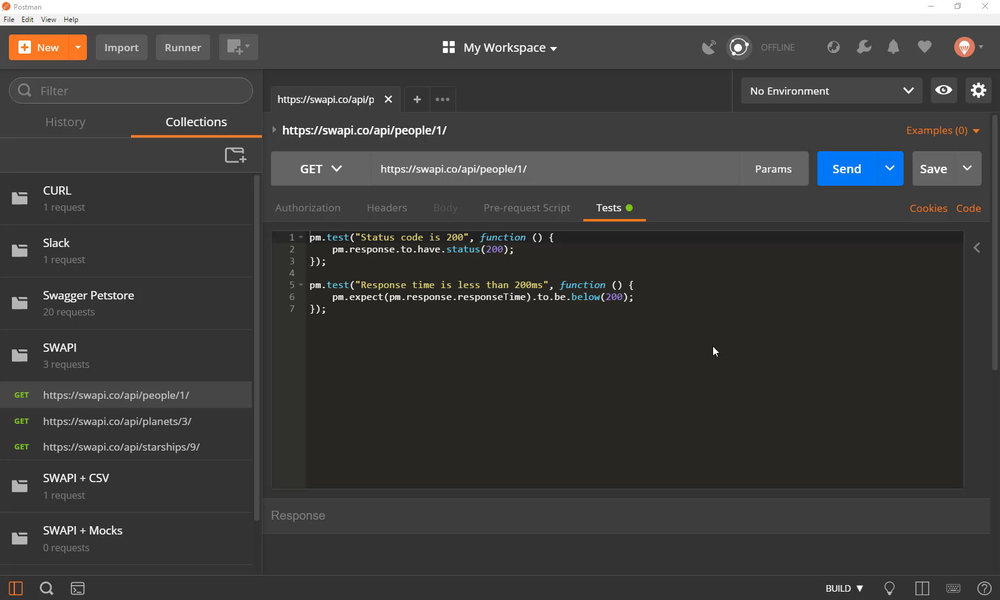 Postman
File Edit View Help
New Import Runner My Workspace OFFLINE
Filter
History Collections
CURL
1 request
Slack
1 request
Swagger Petstore
20 requests
SWAPI
3 requests
GET https://swapi.co/api/people/1/
GET https://swapi.co/api/planets/3/
GET https://swapi.co/api/starships/9/
SWAPI + CSV
1 request
SWAPI + Mocks
0 requests
https://swapi.co/api/p
No Environment
https://swapi.co/api/people/1/ Examples (0)
GET https://swapi.co/api/people/1/ Params Send Save
Authorization Headers Body Pre-request Script Tests Cookies Code
1 pm.test("Status code is 200", function () {
2 pm.response.to.have.status(200);
3 });
4
5 pm.test("Response time is less than 200ms", function () {
6 pm.expect(pm.response.responseTime).to.be.below(200);
7 });
Response
BUILD